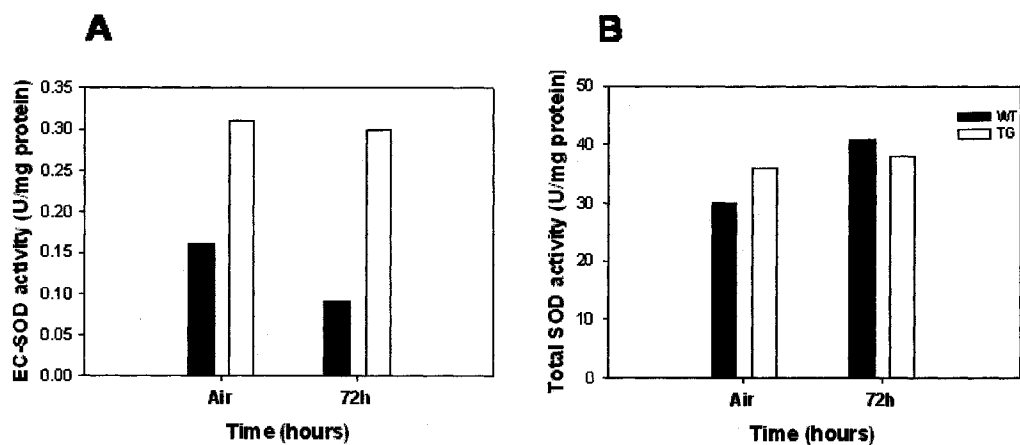 A
EC-SOD activity (U/mg protein)
0.35
0.30
0.25
0.20
0.15
0.10
0.05
0.00
Air 72h
Time (hours)
B
Total SOD activity (U/mg protein)
50
40
30
20
10
0
WT
TG
Air 72h
Time (hours)